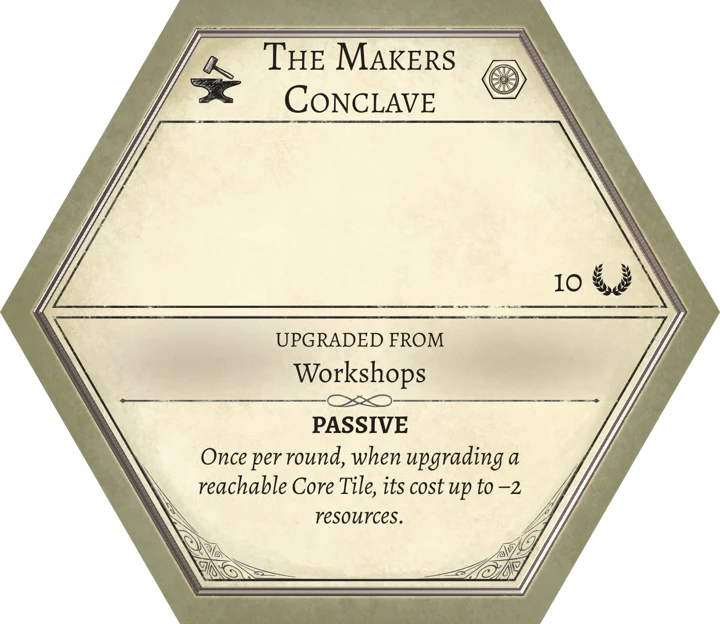 The Makers
Conclave
10
UPGRADED FROM
Workshops
PASSIVE
Once per round, when upgrading a
reachable Core Tile, its cost up to −2
resources.